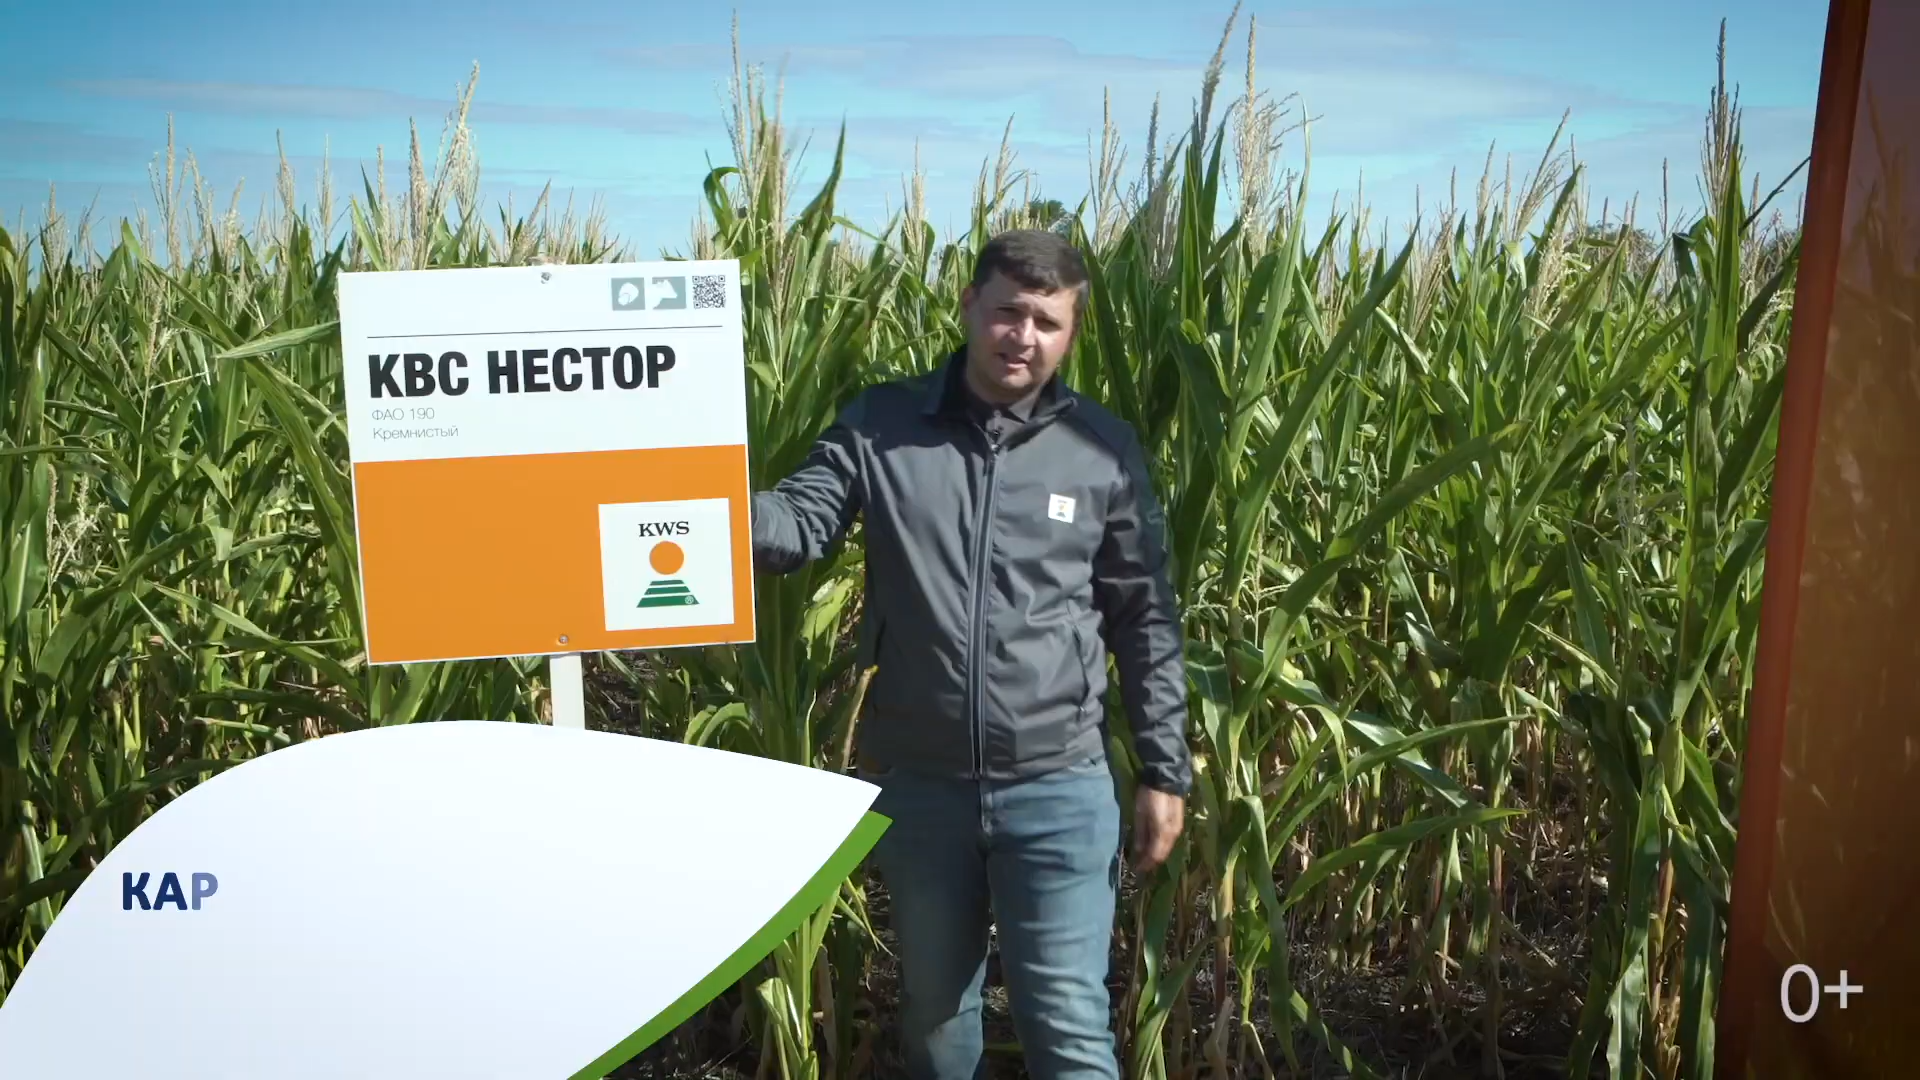 КВС НЕСТОР
ФАО 190
Кремнистый
KWS
КАР
0+